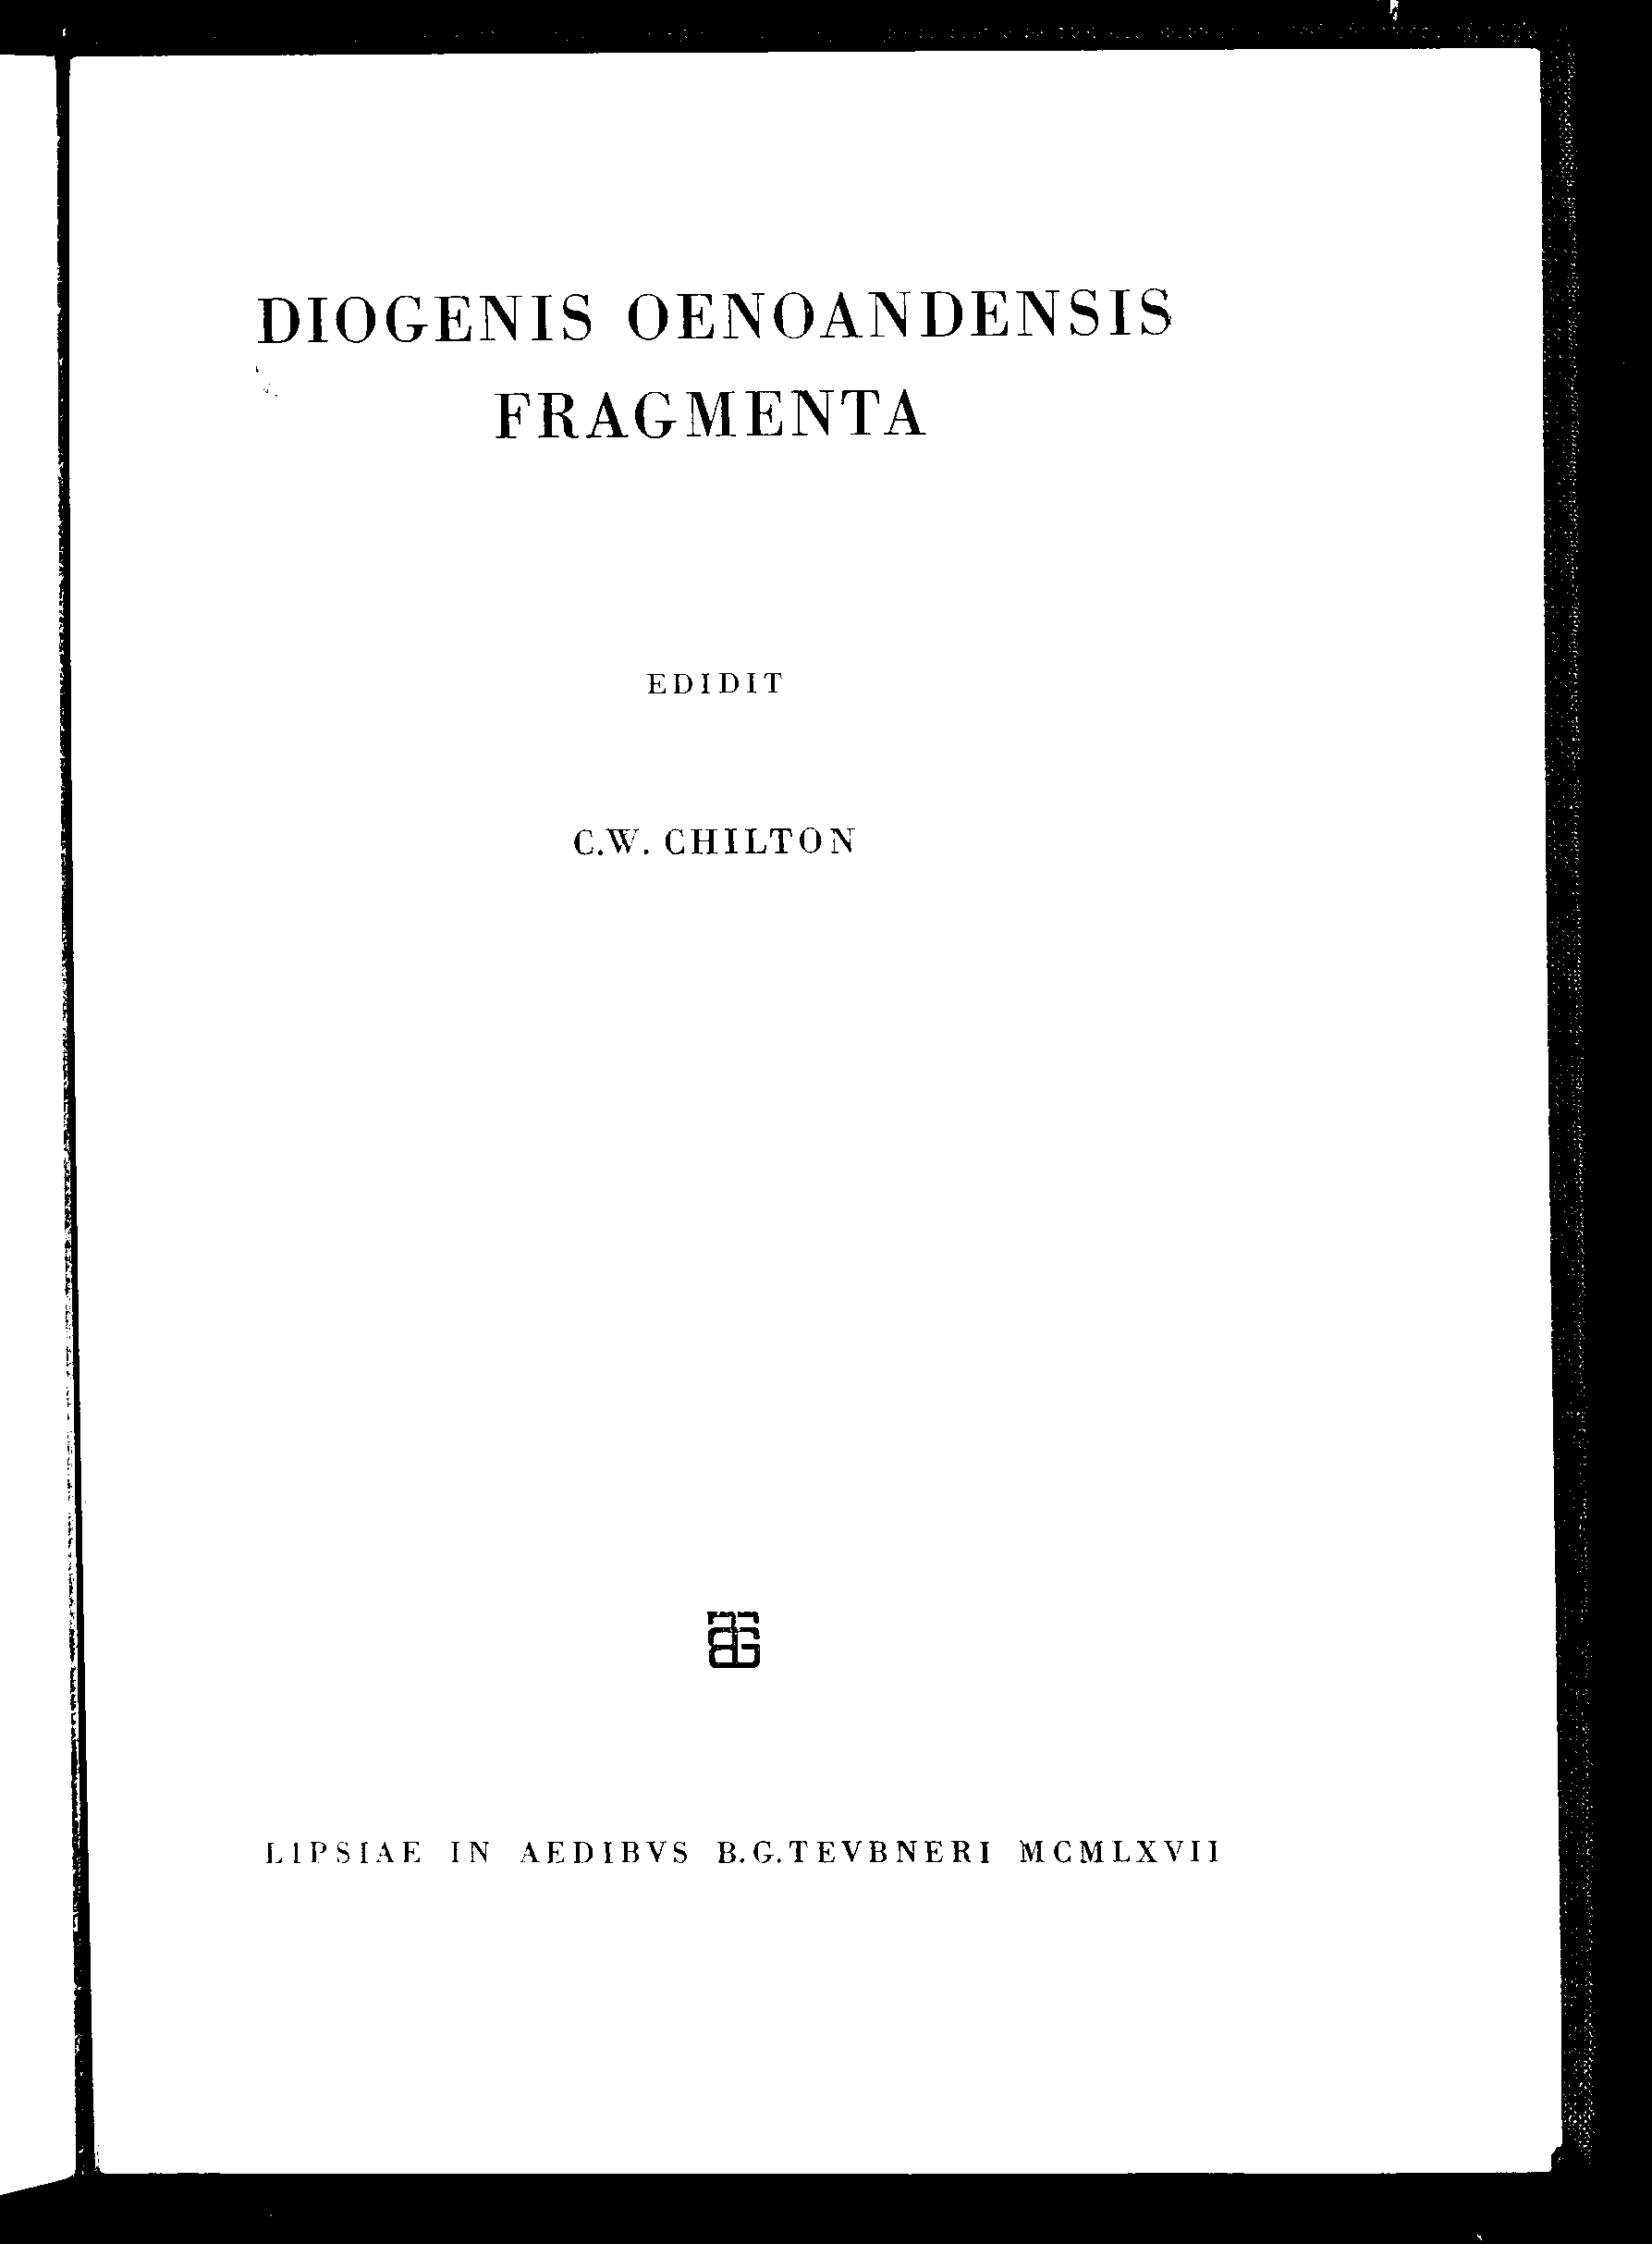 DIOGENIS OENOANDENSIS
FRAGMENTA
EDIDIT
C.W. CHILTON
LIPSIAE IN AEDIBVS B.G.TEVBNERI MCMLXVII